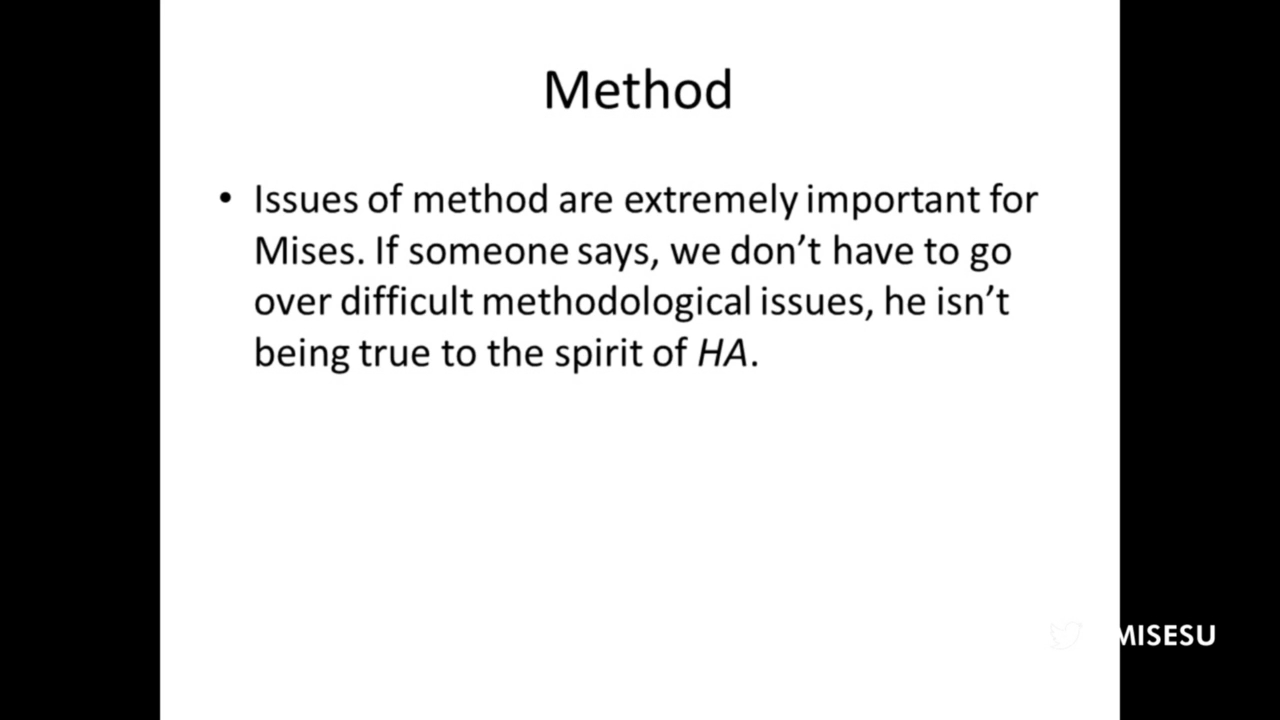 Method
• Issues of method are extremely important for
Mises. If someone says, we don’t have to go
over difficult methodological issues, he isn’t
being true to the spirit of HA.
MISESU